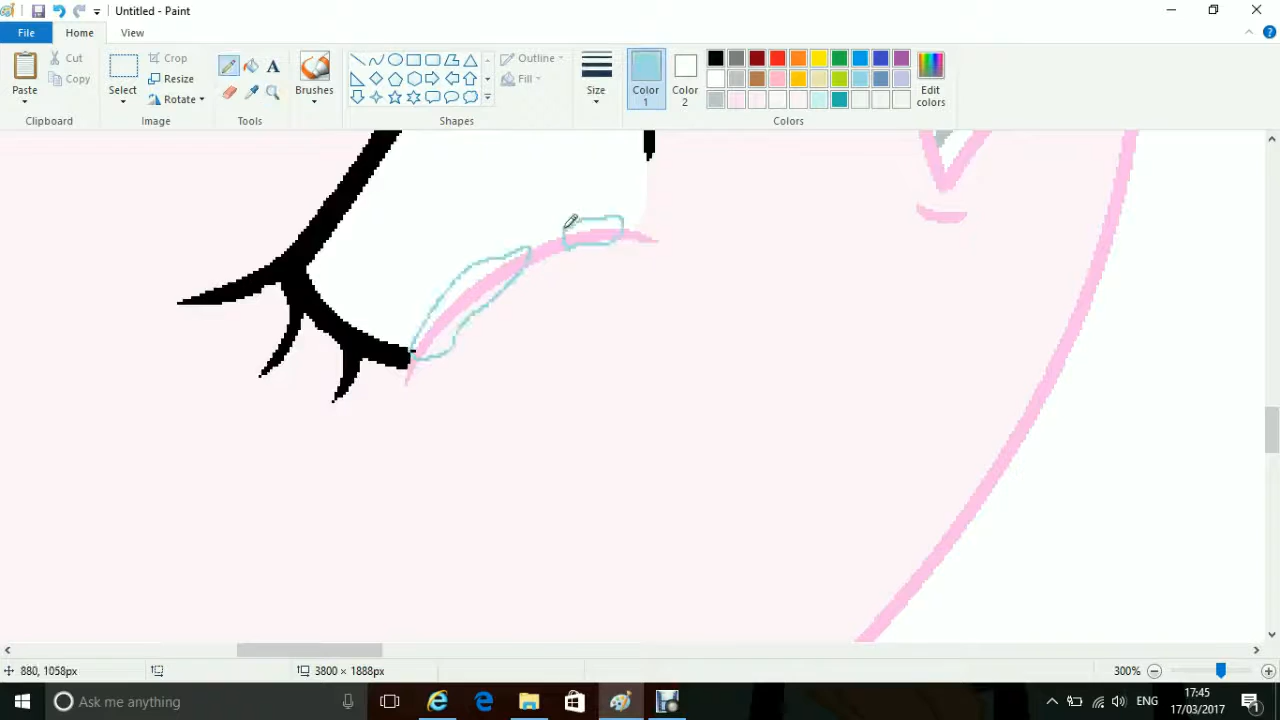 Untitled - Paint
File
Home
View
Paste
Cut
Copy
Clipboard
Select
Crop
Resize
Rotate
Image
A
Tools
Brushes
Outline
Fill
Shapes
Size
Color
1
Color
2
Edit
colors
Colors
880, 1058px
3800 × 1888px
300%
Ask me anything
ENG
17:45
17/03/2017
1